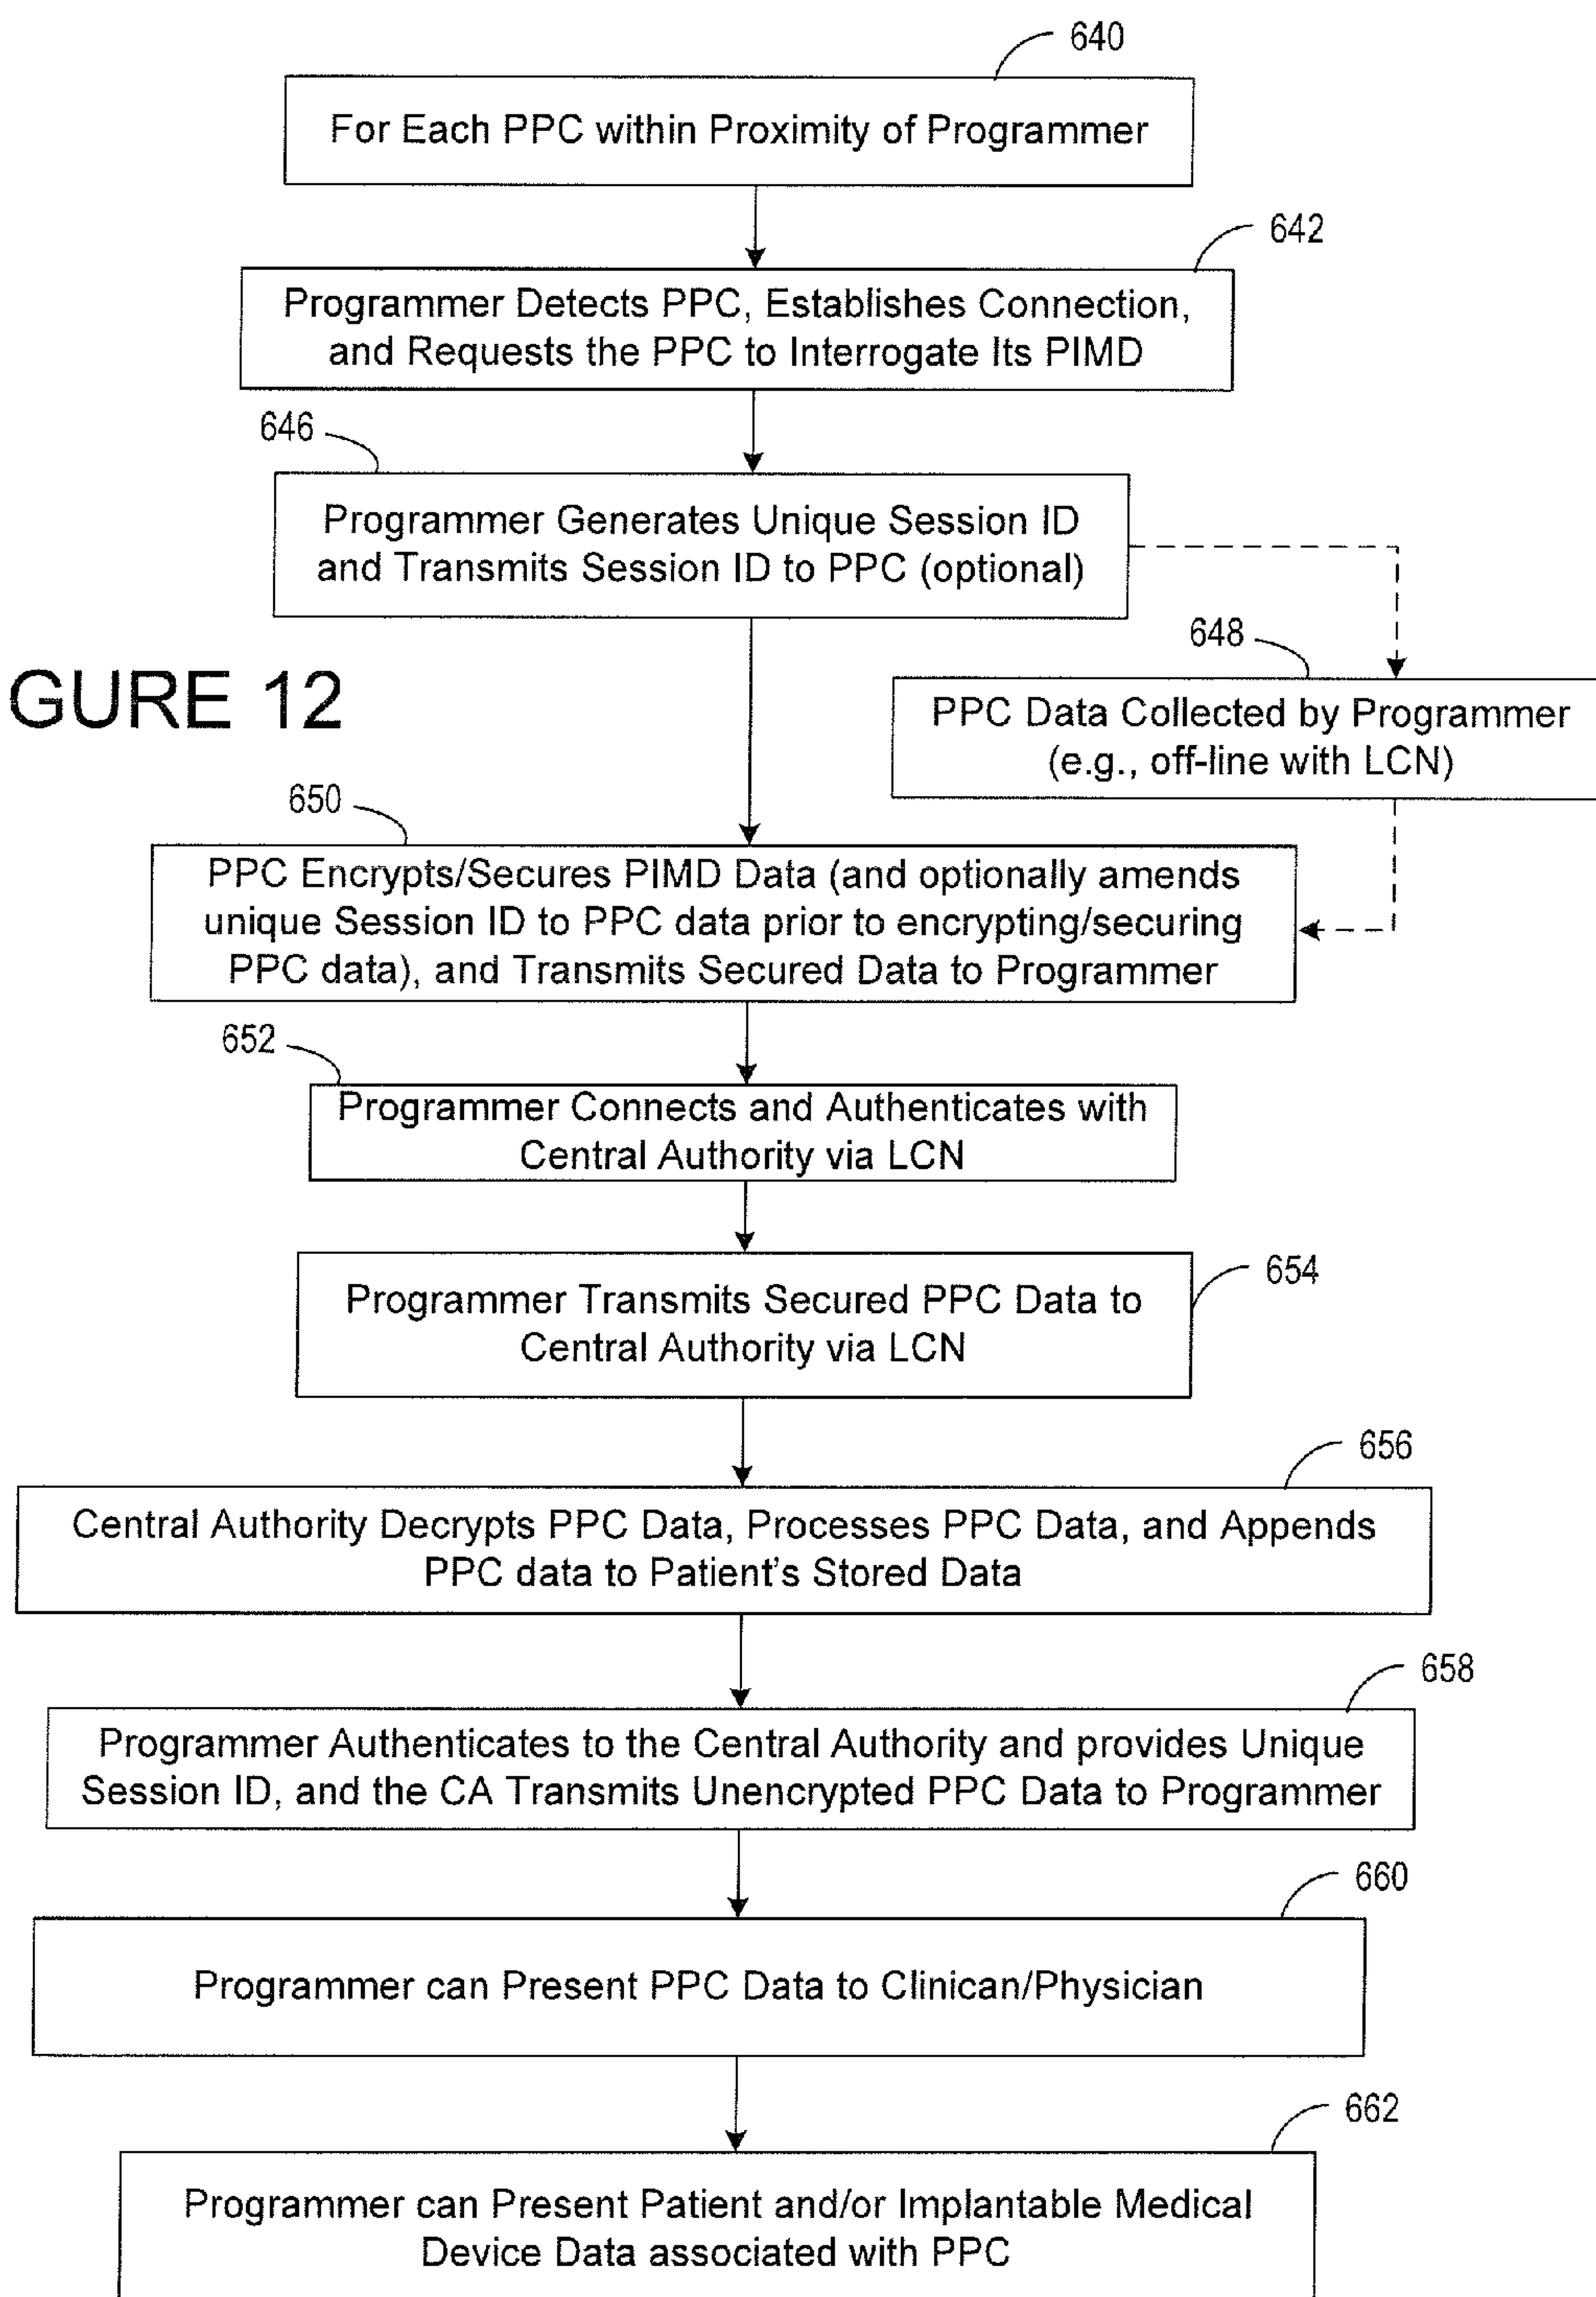 640
For Each PPC within Proximity of Programmer
642
Programmer Detects PPC, Establishes Connection,
and Requests the PPC to Interrogate Its PIMD
646
Programmer Generates Unique Session ID
and Transmits Session ID to PPC (optional)
648
GURE 12
PPC Data Collected by Programmer
(e.g., off-line with LCN)
650
PPC Encrypts/Secures PIMD Data (and optionally amends
unique Session ID to PPC data prior to encrypting/securing
PPC data), and Transmits Secured Data to Programmer
652
Programmer Connects and Authenticates with
Central Authority via LCN
654
Programmer Transmits Secured PPC Data to
Central Authority via LCN
656
Central Authority Decrypts PPC Data, Processes PPC Data, and Appends
PPC data to Patient's Stored Data
658
Programmer Authenticates to the Central Authority and provides Unique
Session ID, and the CA Transmits Unencrypted PPC Data to Programmer
660
Programmer can Present PPC Data to Clinican/Physician
662
Programmer can Present Patient and/or Implantable Medical
Device Data associated with PPC